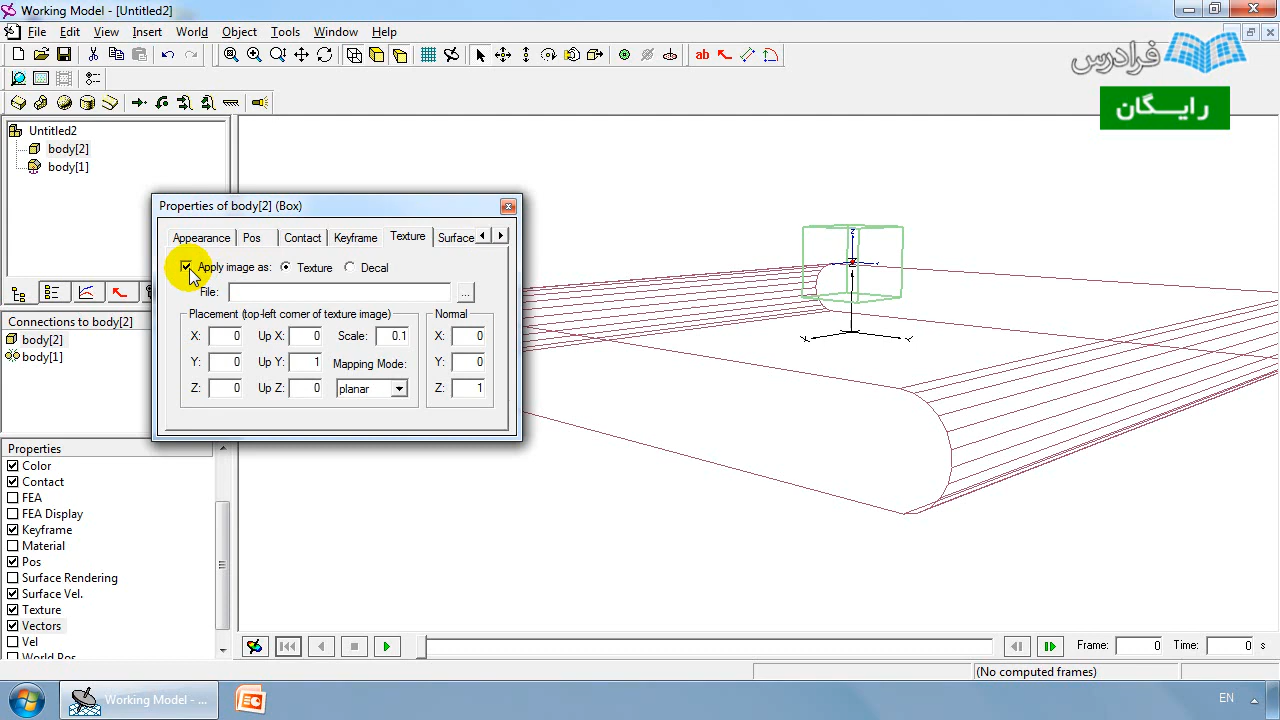 Working Model - [Untitled2]
File Edit View Insert World Object Tools Window Help
ab
فرادرس
رایگان
Untitled2
body[2]
body[1]
Connections to body[2]
body[2]
body[1]
Properties
Color
Contact
FEA
FEA Display
Keyframe
Material
Pos
Surface Rendering
Surface Vel.
Texture
Vectors
Vel
World Pos
Properties of body[2] (Box)
Appearance Pos Contact Keyframe Texture Surface
Apply image as: Texture Decal
File: ...
Placement (top-left corner of texture image) Normal
X: 0 Up X: 0 Scale: 0.1 X: 0
Y: 0 Up Y: 1 Mapping Mode: Y: 0
Z: 0 Up Z: 0 planar Z: 1
Frame: 0 Time: 0 s
(No computed frames)
Working Model - ...
EN